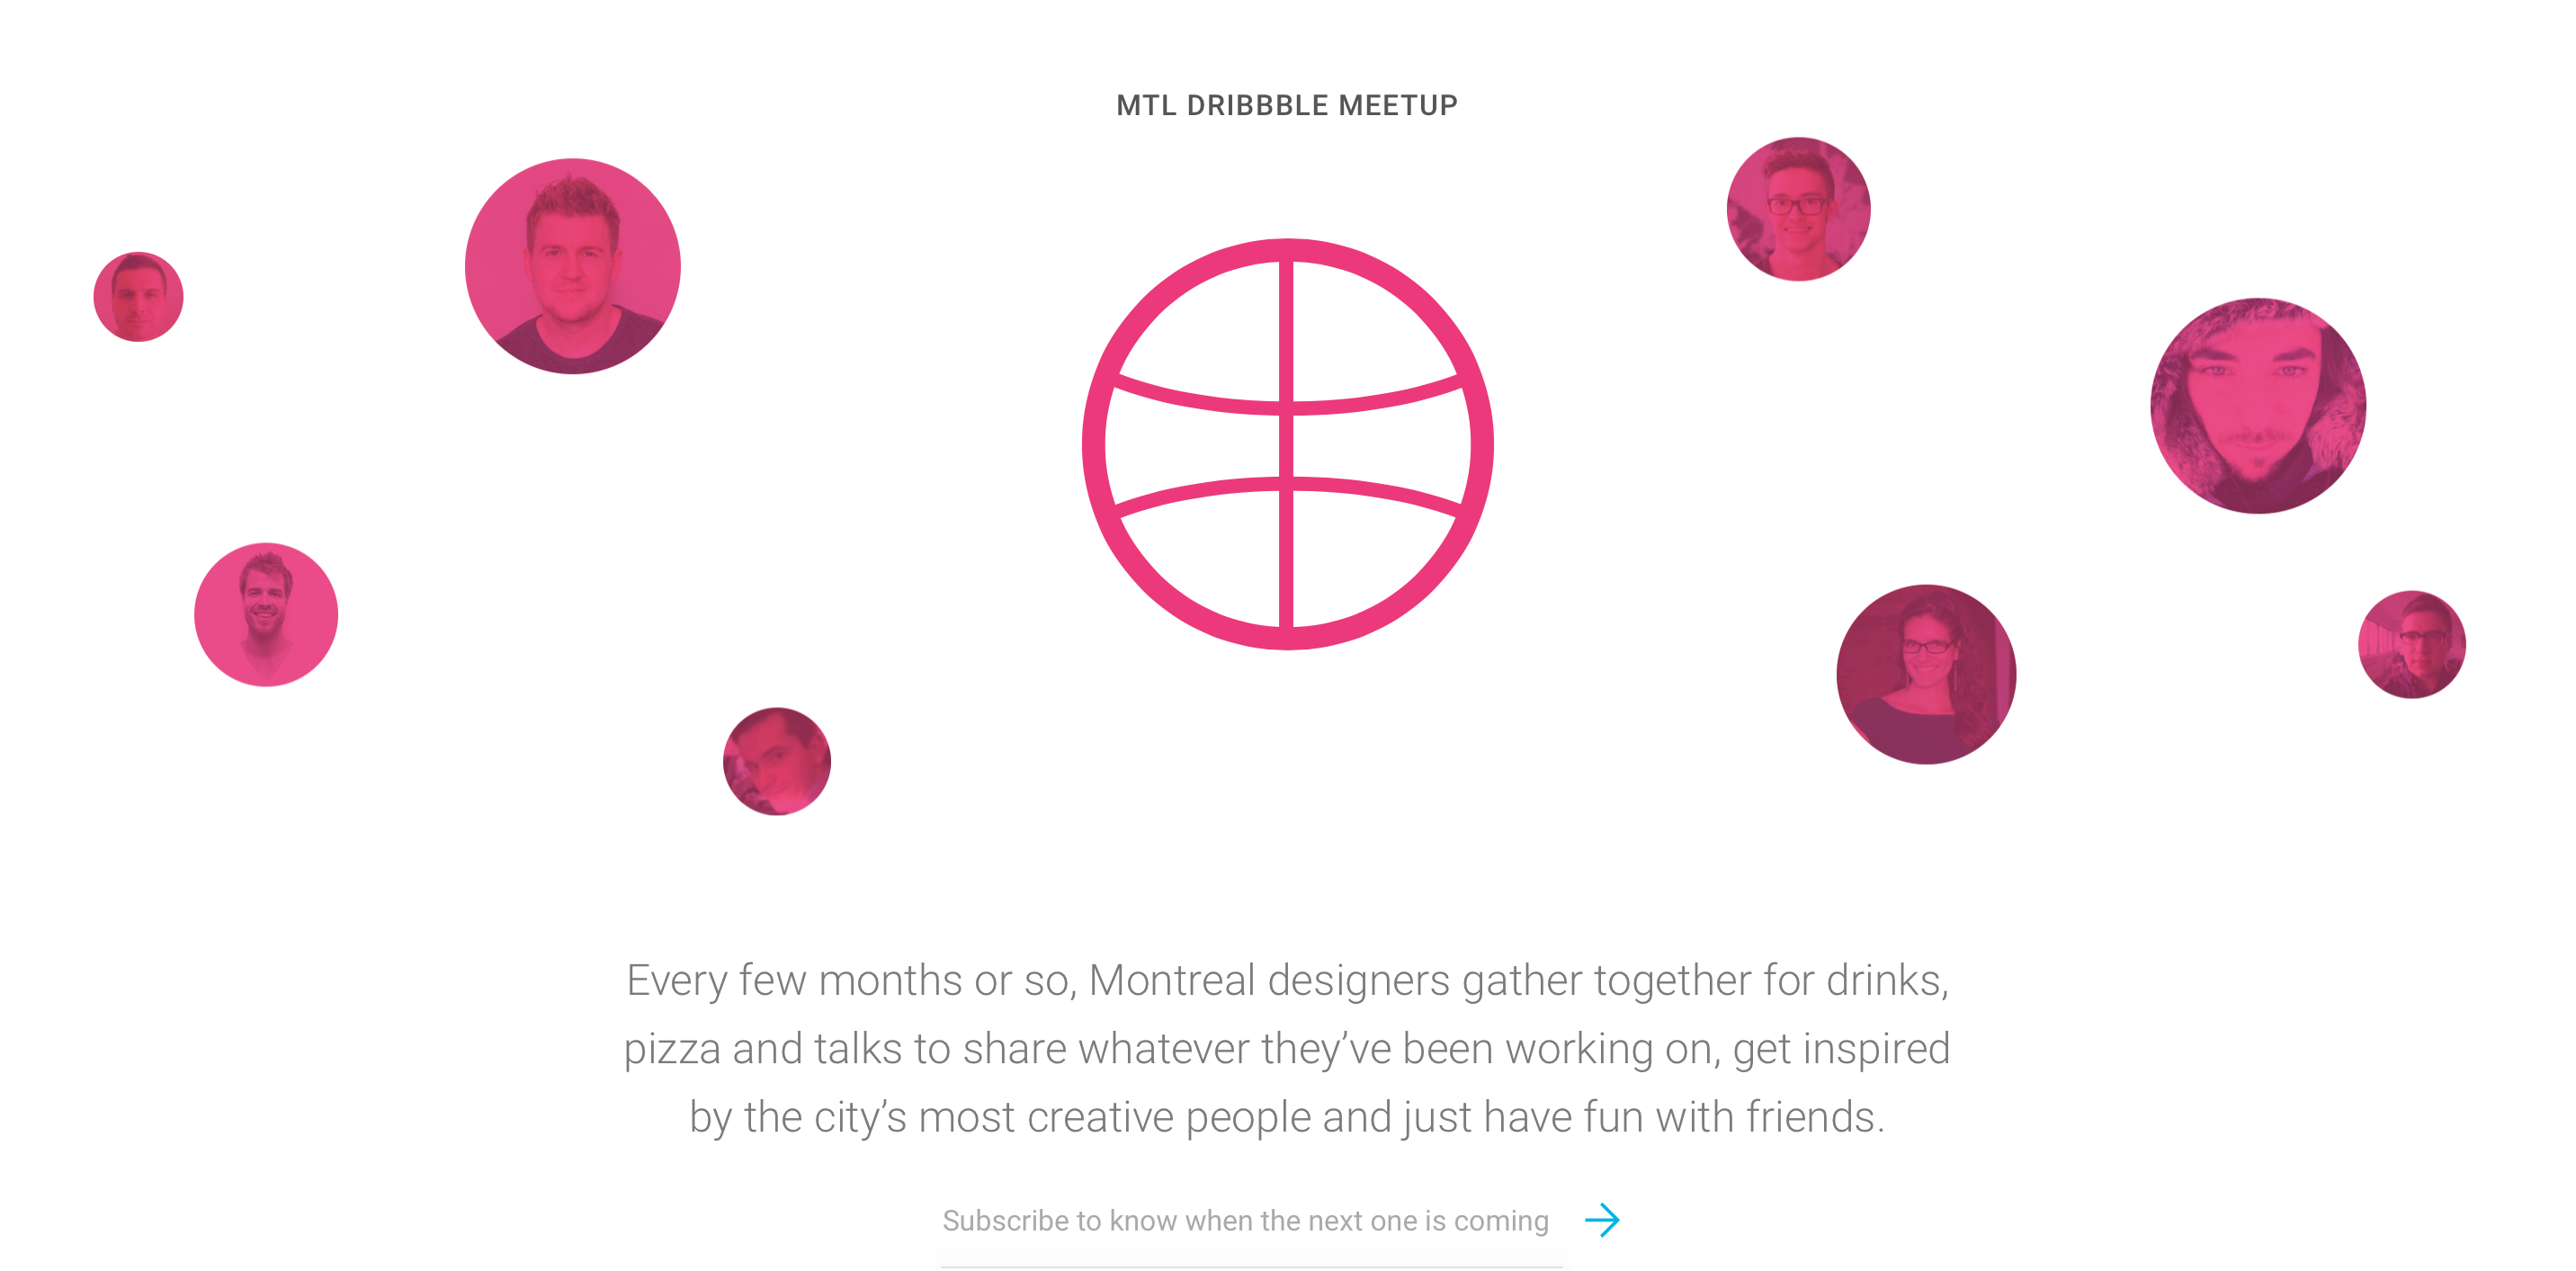 MTL DRIBBBLE MEETUP
Every few months or so, Montreal designers gather together for drinks,
pizza and talks to share whatever they’ve been working on, get inspired
by the city’s most creative people and just have fun with friends.
Subscribe to know when the next one is coming